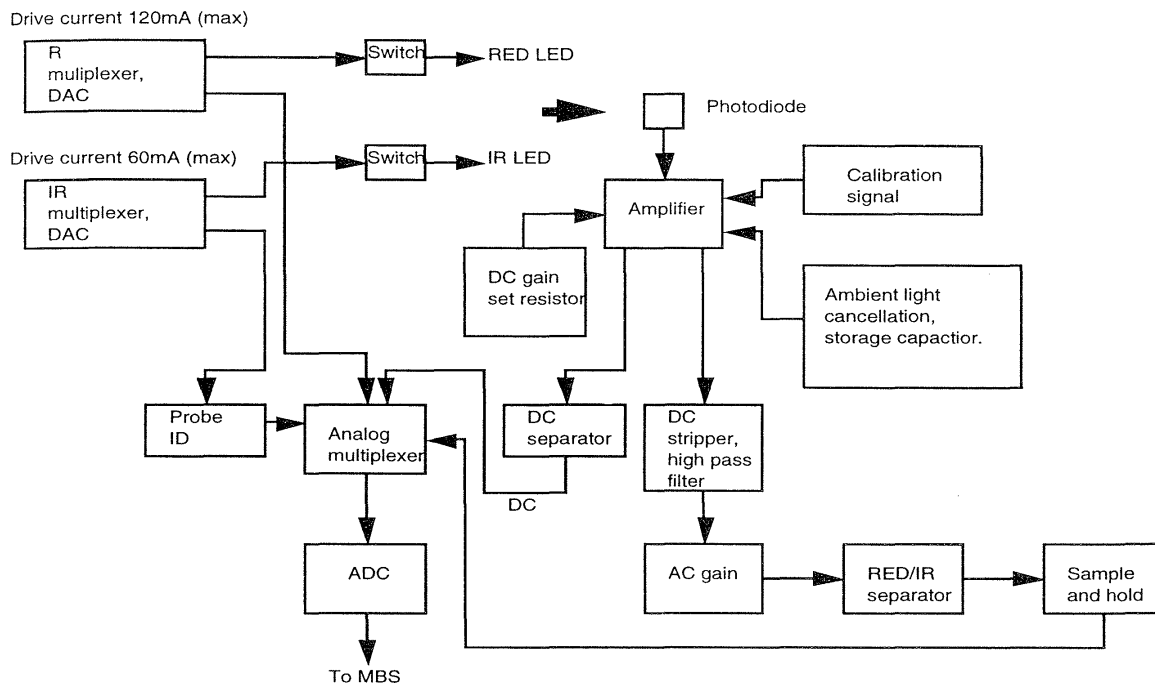 Drive current 120mA (max)
R
muliplexer,
DAC
Switch
RED LED
Photodiode
Drive current 60mA (max)
IR
multiplexer,
DAC
Switch
IR LED
Calibration
signal
Amplifier
DC gain
set resistor
Ambient light
cancellation,
storage capactior.
Probe
ID
Analog
multiplexer
DC
separator
DC
stripper,
high pass
filter
DC
ADC
AC gain
RED/IR
separator
Sample
and hold
To MBS